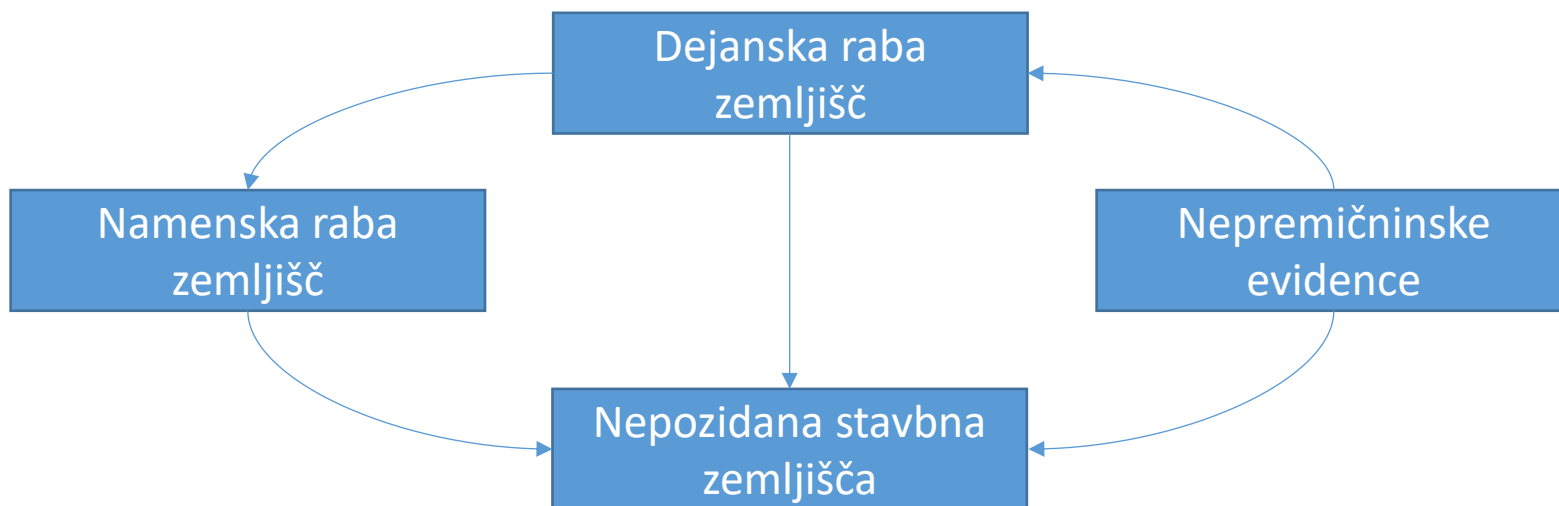 Dejanska raba
zemljišč
Namenska raba
zemljišč
Nepremičninske
evidence
Nepozidana stavbna
zemljišča